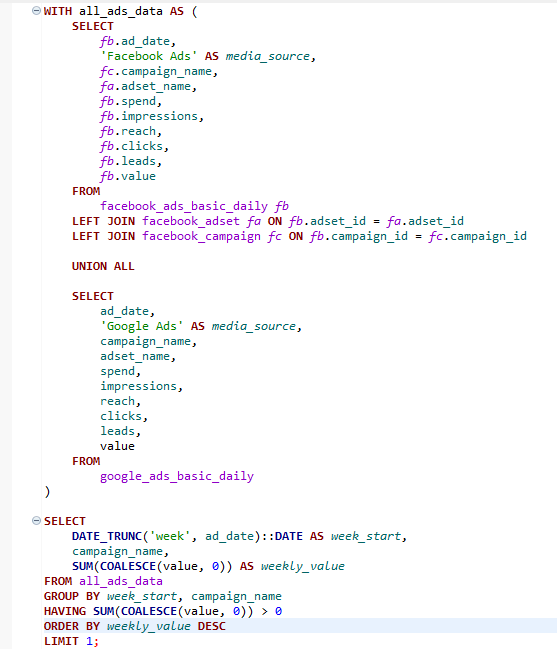 WITH all_ads_data AS (
SELECT
fb.ad_date,
'Facebook Ads' AS media_source,
fc.campaign_name,
fa.adset_name,
fb.spend,
fb.impressions,
fb.reach,
fb.clicks,
fb.leads,
fb.value
FROM
facebook_ads_basic_daily fb
LEFT JOIN facebook_adset fa ON fb.adset_id = fa.adset_id
LEFT JOIN facebook_campaign fc ON fb.campaign_id = fc.campaign_id
UNION ALL
SELECT
ad_date,
'Google Ads' AS media_source,
campaign_name,
adset_name,
spend,
impressions,
reach,
clicks,
leads,
value
FROM
google_ads_basic_daily
)
SELECT
DATE_TRUNC('week', ad_date)::DATE AS week_start,
campaign_name,
SUM(COALESCE(value, 0)) AS weekly_value
FROM all_ads_data
GROUP BY week_start, campaign_name
HAVING SUM(COALESCE(value, 0)) > 0
ORDER BY weekly_value DESC
LIMIT 1;